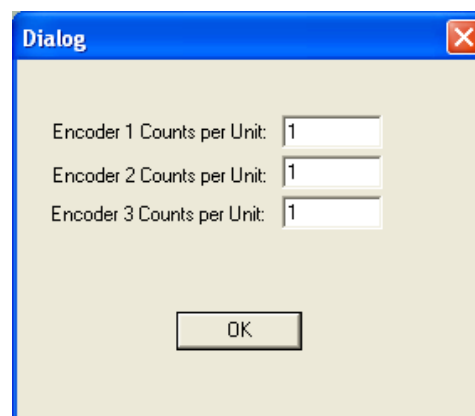 Dialog
Encoder 1 Counts per Unit: 1
Encoder 2 Counts per Unit: 1
Encoder 3 Counts per Unit: 1
OK